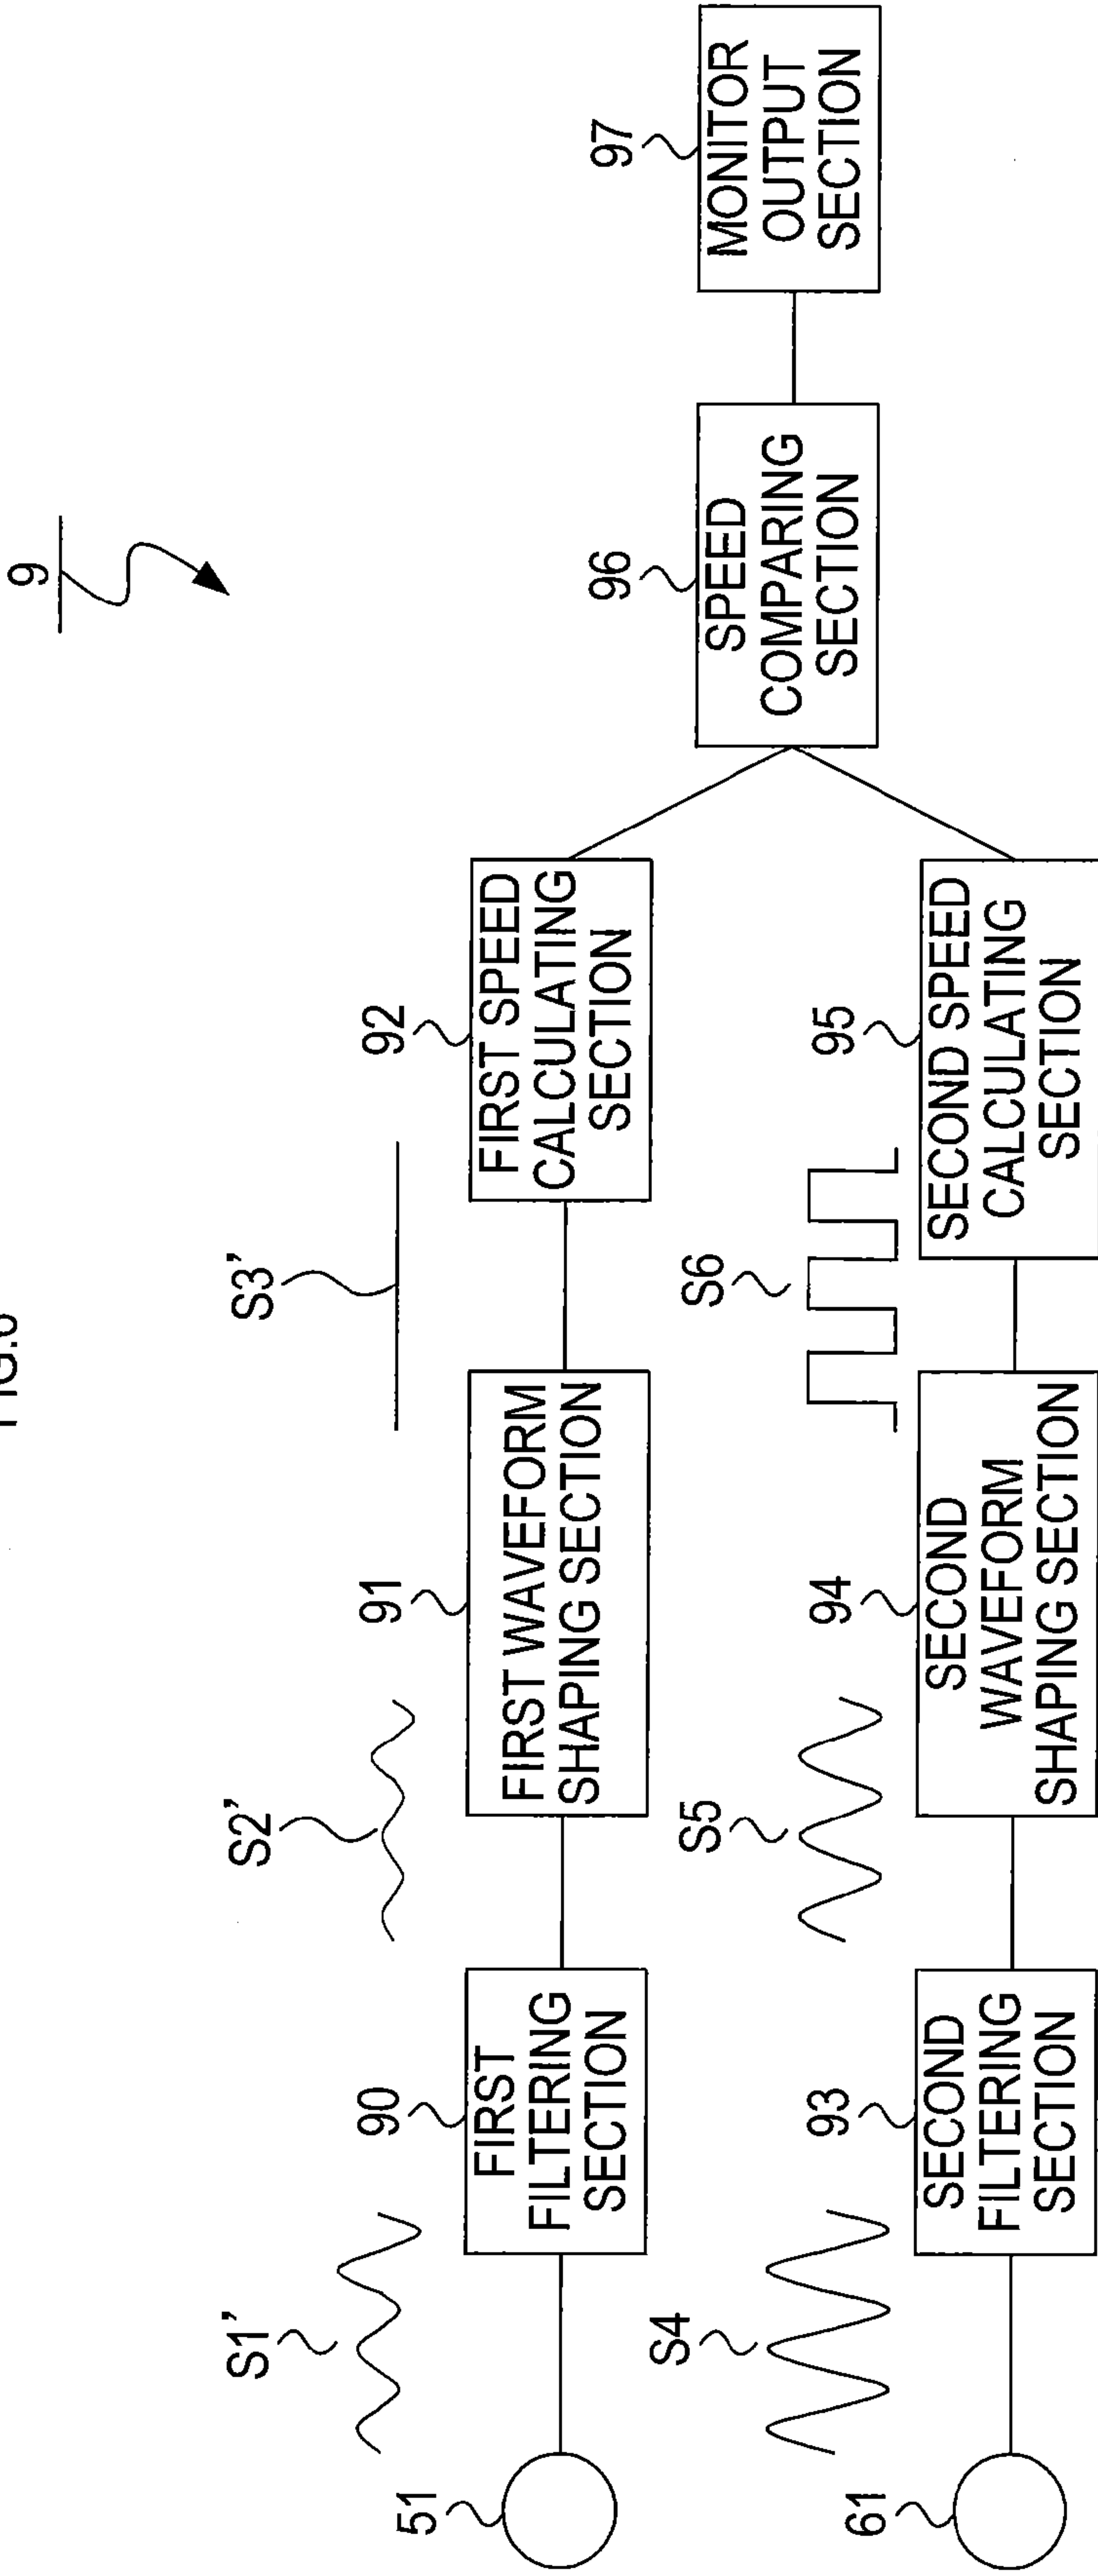 9
S1’
S2’
S3’
51
90
91
92
FIRST
FILTERING
SECTION
FIRST WAVEFORM
SHAPING SECTION
FIRST SPEED
CALCULATING
SECTION
96
97
SPEED
COMPARING
SECTION
MONITOR
OUTPUT
SECTION
S4
S5
S6
61
93
94
95
SECOND
FILTERING
SECTION
SECOND
WAVEFORM
SHAPING SECTION
SECOND SPEED
CALCULATING
SECTION